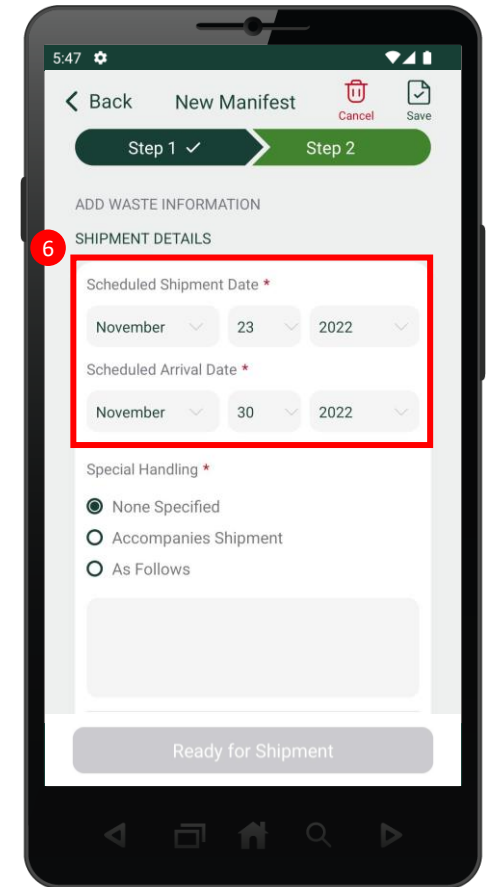 5:47
Back New Manifest Cancel Save
Step 1 Step 2
ADD WASTE INFORMATION
6
SHIPMENT DETAILS
Scheduled Shipment Date *
November 23 2022
Scheduled Arrival Date *
November 30 2022
Special Handling *
None Specified
Accompanies Shipment
As Follows
Ready for Shipment